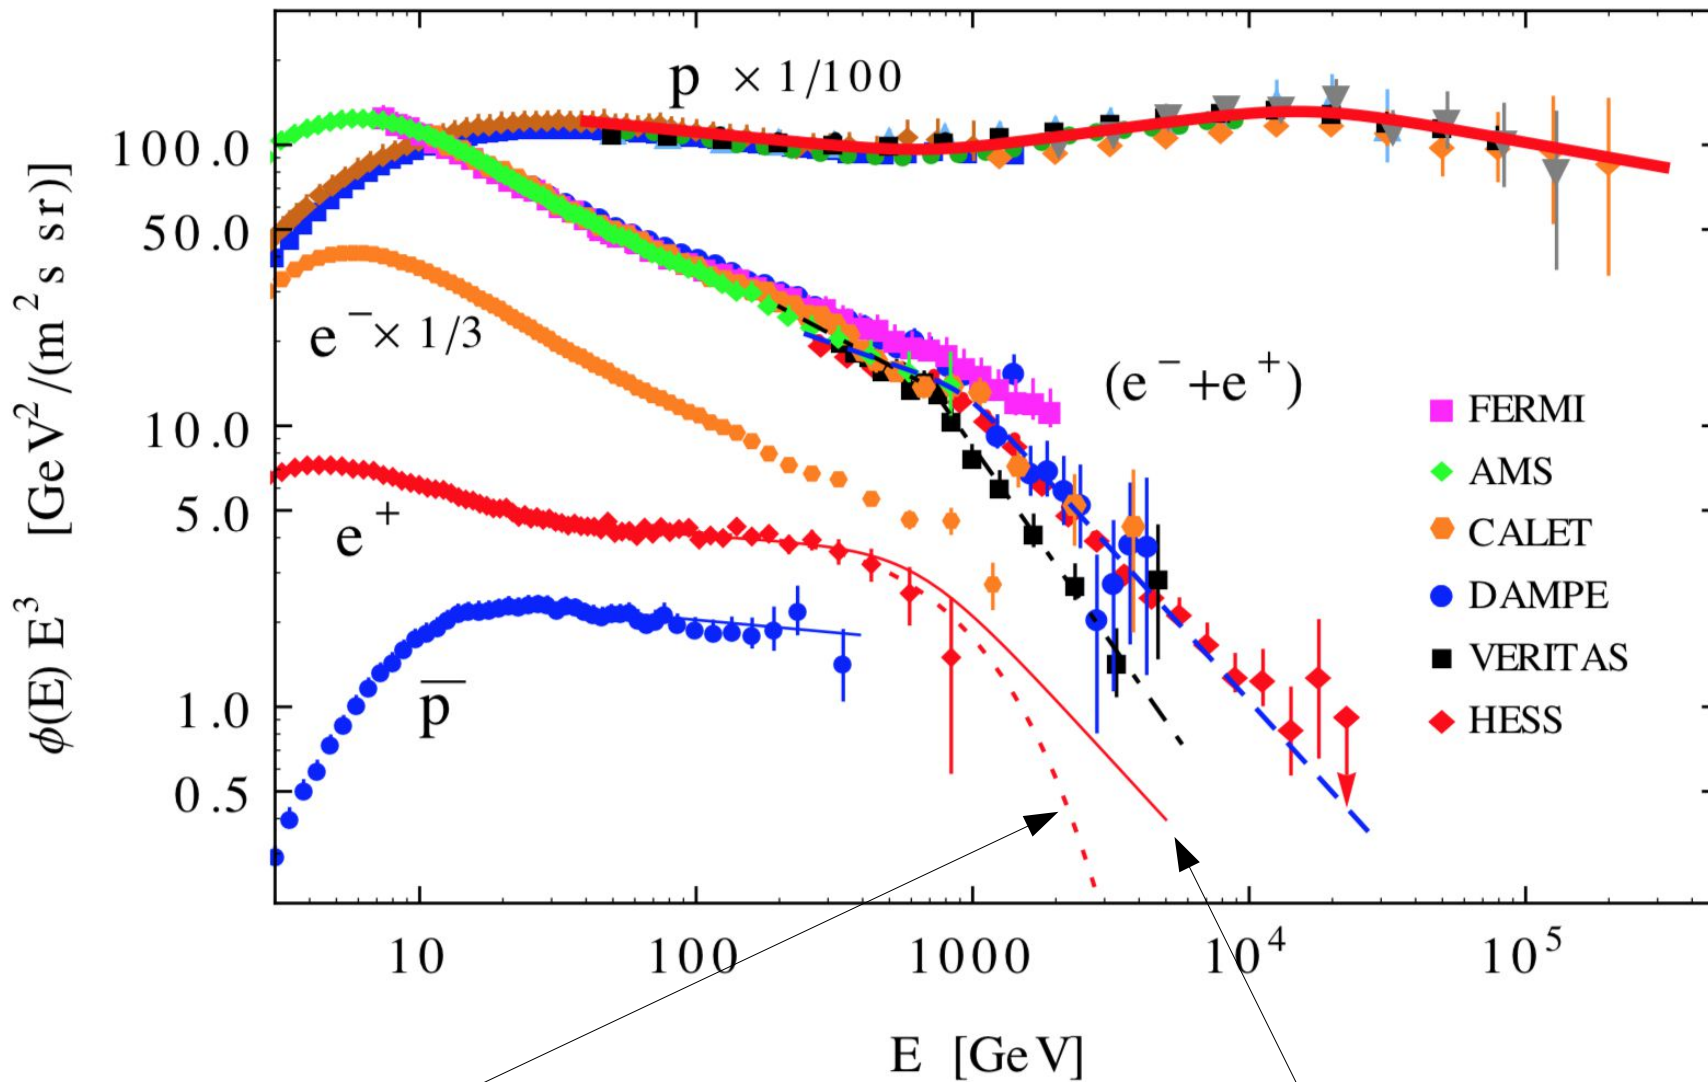 p × 1/100
100.0
50.0
e⁻ × 1/3
(e⁻+e⁺)
10.0
5.0
e⁺
p̅
1.0
0.5
ϕ(E) E³ [GeV²/(m² s sr)]
FERMI
AMS
CALET
DAMPE
VERITAS
HESS
10 100 1000 10⁴ 10⁵
E [GeV]